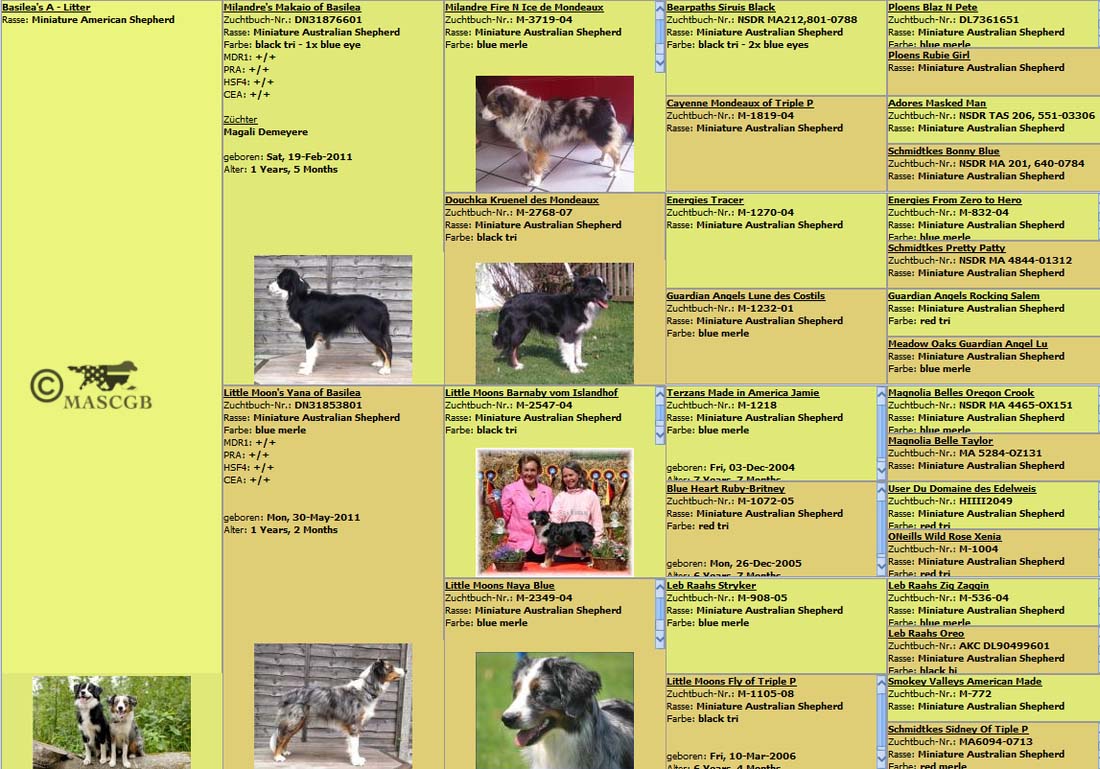 Basilea's A - Litter
Rasse: Miniature American Shepherd
© MASCGB
Milandre's Makaio of Basilea
Zuchtbuch-Nr.: DN31876601
Rasse: Miniature Australian Shepherd
Farbe: black tri - 1x blue eye
MDR1: +/+
PRA: +/+
HSF4: +/+
CEA: +/+
Züchter
Magali Demeyere
geboren: Sat, 19-Feb-2011
Alter: 1 Years, 5 Months
Little Moon's Yana of Basilea
Zuchtbuch-Nr.: DN31853801
Rasse: Miniature Australian Shepherd
Farbe: blue merle
MDR1: +/+
PRA: +/+
HSF4: +/+
CEA: +/+
geboren: Mon, 30-May-2011
Alter: 1 Years, 2 Months
Milandre Fire N Ice de Mondeaux
Zuchtbuch-Nr.: M-3719-04
Rasse: Miniature Australian Shepherd
Farbe: blue merle
Douchka Kruenel des Mondeaux
Zuchtbuch-Nr.: M-2768-07
Rasse: Miniature Australian Shepherd
Farbe: black tri
Little Moons Barnaby vom Islandhof
Zuchtbuch-Nr.: M-2547-04
Rasse: Miniature Australian Shepherd
Farbe: black tri
Little Moons Naya Blue
Zuchtbuch-Nr.: M-2349-04
Rasse: Miniature Australian Shepherd
Farbe: blue merle
Bearpaths Siruis Black
Zuchtbuch-Nr.: NSDR MA212,801-0788
Rasse: Miniature Australian Shepherd
Farbe: black tri - 2x blue eyes
Cayenne Mondeaux of Triple P
Zuchtbuch-Nr.: M-1819-04
Rasse: Miniature Australian Shepherd
Energies Tracer
Zuchtbuch-Nr.: M-1270-04
Rasse: Miniature Australian Shepherd
Guardian Angels Lune des Costils
Zuchtbuch-Nr.: M-1232-01
Rasse: Miniature Australian Shepherd
Farbe: blue merle
Terzans Made in America Jamie
Zuchtbuch-Nr.: M-1218
Rasse: Miniature Australian Shepherd
Farbe: blue merle
geboren: Fri, 03-Dec-2004
Alter: 7 Years, 7 Months
Blue Heart Ruby-Britney
Zuchtbuch-Nr.: M-1072-05
Rasse: Miniature Australian Shepherd
Farbe: red tri
geboren: Mon, 26-Dec-2005
Alter: 6 Years, 7 Months
Leb Raahs Stryker
Zuchtbuch-Nr.: M-908-05
Rasse: Miniature Australian Shepherd
Farbe: blue merle
Little Moons Fly of Triple P
Zuchtbuch-Nr.: M-1105-08
Rasse: Miniature Australian Shepherd
Farbe: black tri
geboren: Fri, 10-Mar-2006
Alter: 6 Years, 4 Months
Ploens Blaz N Pete
Zuchtbuch-Nr.: DL7361651
Rasse: Miniature Australian Shepherd
Farbe: blue merle
Ploens Rubie Girl
Rasse: Miniature Australian Shepherd
Adores Masked Man
Zuchtbuch-Nr.: NSDR TAS 206, 551-03306
Rasse: Miniature Australian Shepherd
Schmidtkes Bonny Blue
Zuchtbuch-Nr.: NSDR MA 201, 640-0784
Rasse: Miniature Australian Shepherd
Energies From Zero to Hero
Zuchtbuch-Nr.: M-832-04
Rasse: Miniature Australian Shepherd
Farbe: blue merle
Schmidtkes Pretty Patty
Zuchtbuch-Nr.: NSDR MA 4844-01312
Rasse: Miniature Australian Shepherd
Guardian Angels Rocking Salem
Farbe: red tri
Meadow Oaks Guardian Angel Lu
Farbe: blue merle
Magnolia Belles Oregon Crook
Zuchtbuch-Nr.: NSDR MA 4465-OX151
Rasse: Miniature Australian Shepherd
Farbe: blue merle
Magnolia Belle Taylor
Zuchtbuch-Nr.: MA 5284-OZ131
Rasse: Miniature Australian Shepherd
User Du Domaine des Edelweis
Zuchtbuch-Nr.: HIIII2049
Rasse: Miniature Australian Shepherd
Farbe: red tri
ONeills Wild Rose Xenia
Zuchtbuch-Nr.: M-1004
Rasse: Miniature Australian Shepherd
Farbe: red tri
Leb Raahs Zig Zaggin
Zuchtbuch-Nr.: M-536-04
Rasse: Miniature Australian Shepherd
Farbe: blue merle
Leb Raahs Oreo
Zuchtbuch-Nr.: AKC DL90499601
Rasse: Miniature Australian Shepherd
Farbe: black bi
Smokey Valleys American Made
Zuchtbuch-Nr.: M-772
Rasse: Miniature Australian Shepherd
Schmidtkes Sidney Of Tiple P
Zuchtbuch-Nr.: MA6094-0713
Rasse: Miniature Australian Shepherd
Farbe: red merle